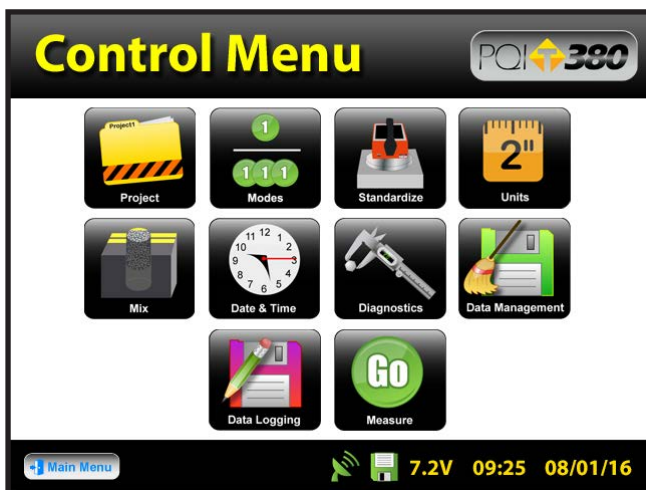 Control Menu
PQI T 380
Project1
1
1 1 1
2"
Project
Modes
Standardize
Units
11 12 1
10 2
9 3
8 4
7 6 5
Mix
Date & Time
Diagnostics
Data Management
Go
Data Logging
Measure
Main Menu
7.2V 09:25 08/01/16